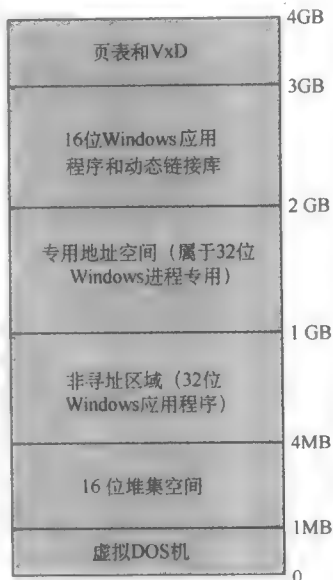 4GB
页表和VxD
3GB
16位Windows应用
程序和动态链接库
2 GB
专用地址空间（属于32位
Windows进程专用）
1 GB
非寻址区域（32位
Windows应用程序）
4MB
16 位堆集空间
1MB
虚拟DOS机
0